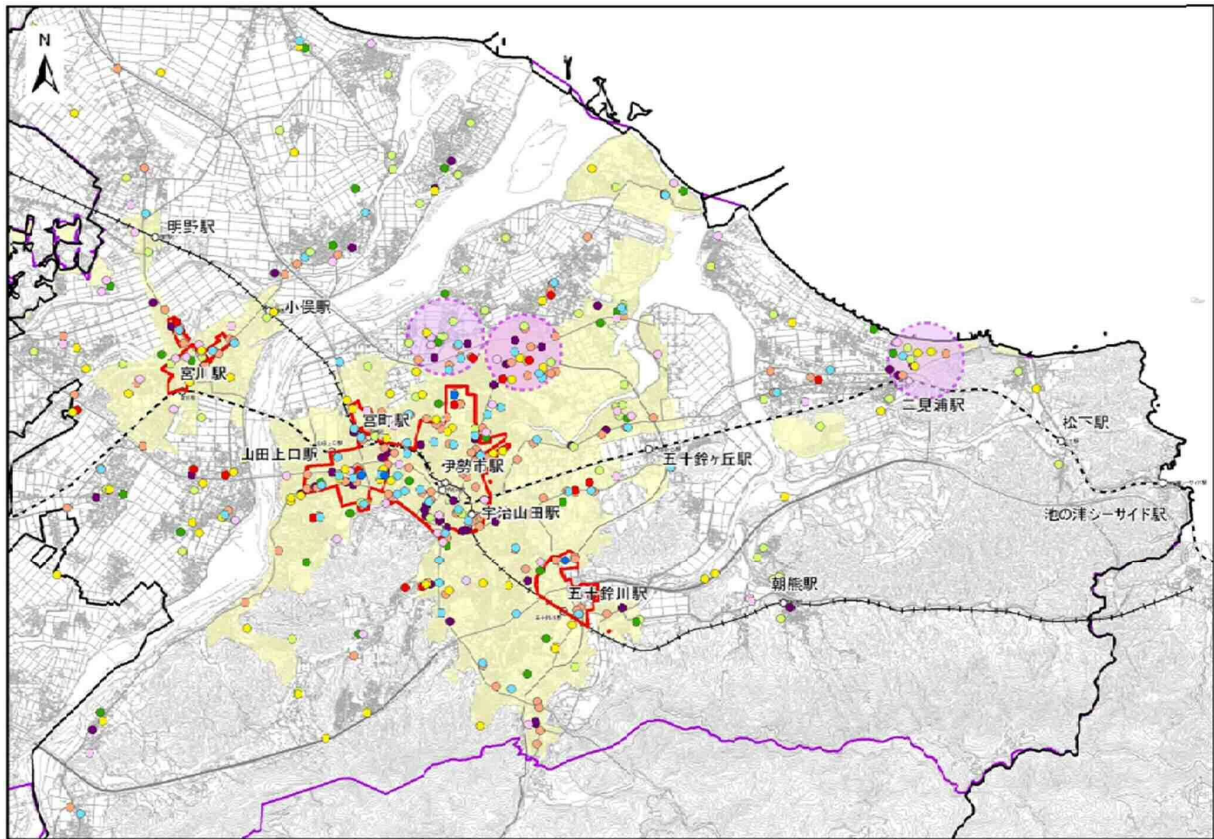 N
明野駅
小俣駅
宮川駅
宮町駅
山田上口駅
伊勢市駅
宇治山田駅
五十鈴ヶ丘駅
二見浦駅
松下駅
池の浦シーサイド駅
朝熊駅
五十鈴川駅